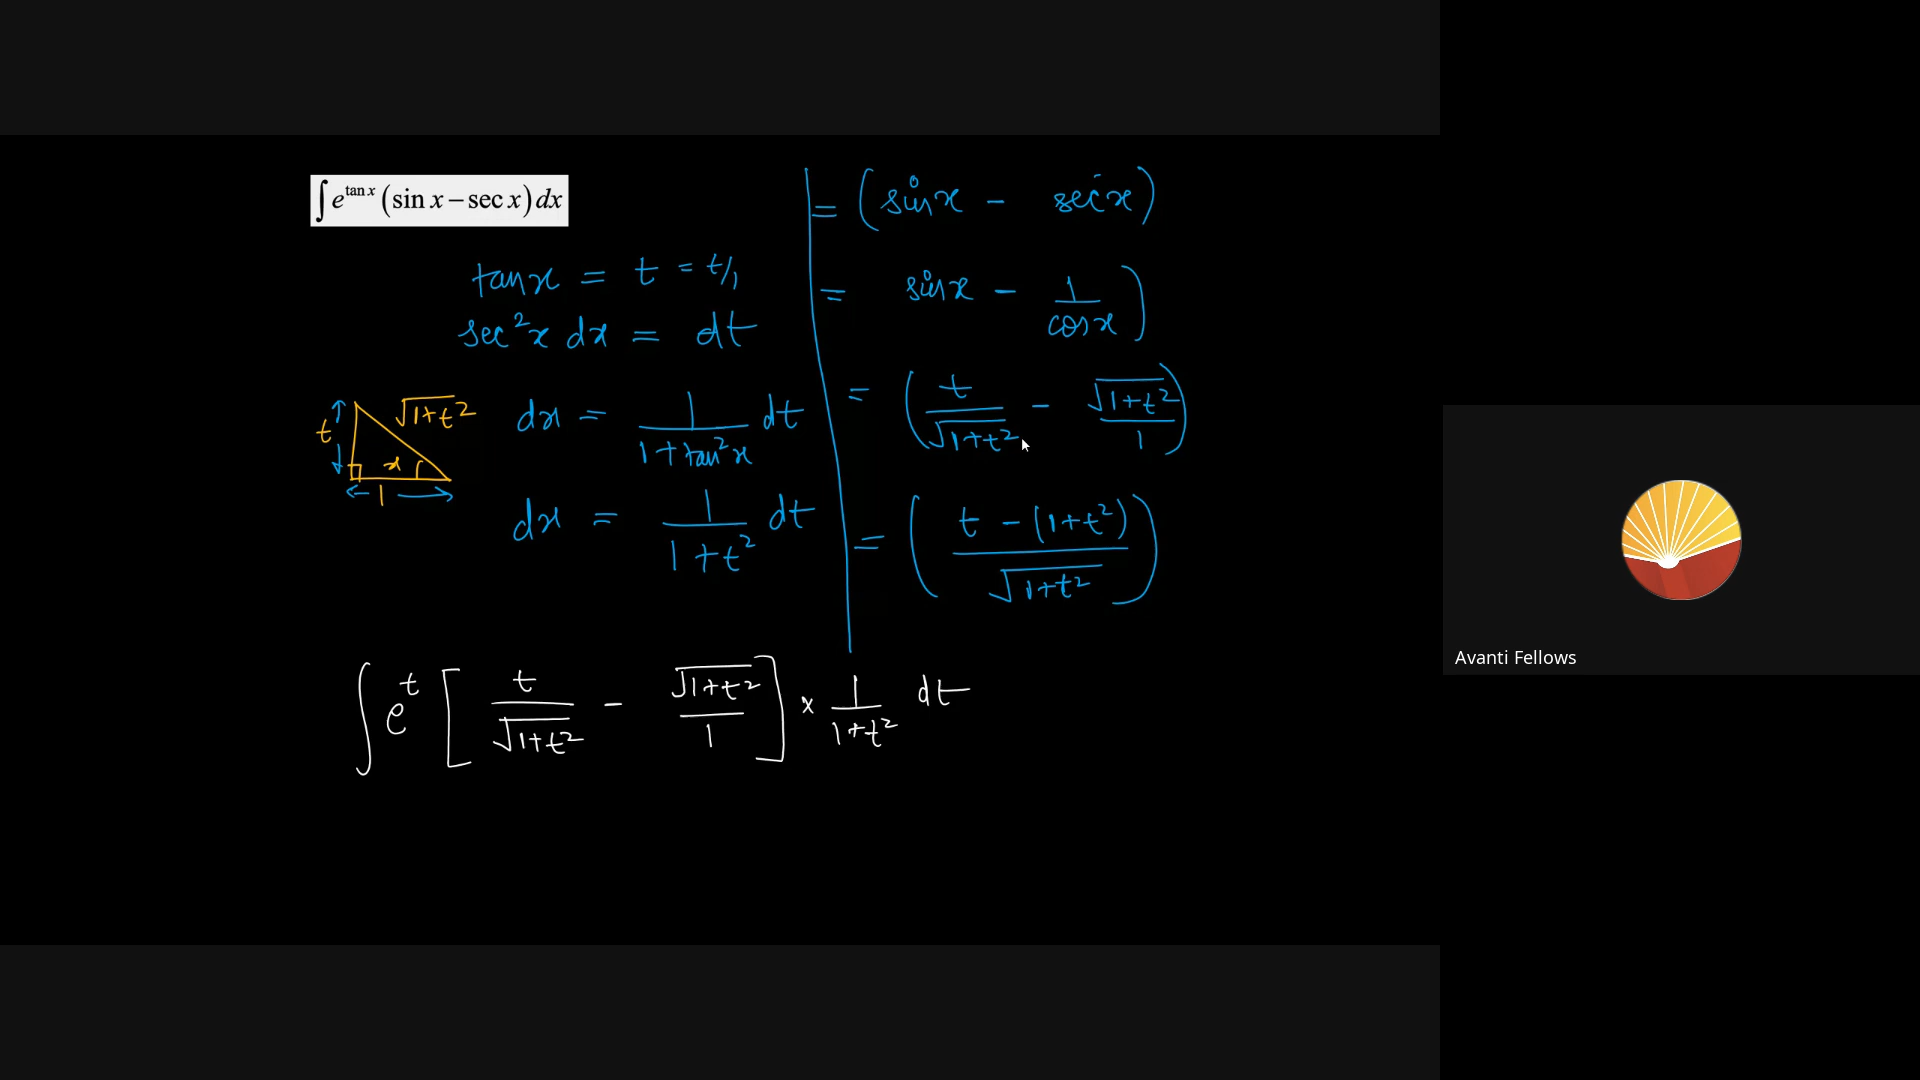 ∫ e^{tan x} (sin x – sec x) dx
tan x = t = t/1
sec²x dx = dt
t √(1+t²) x 1
dx = 1/(1+tan²x) dt
dx = 1/(1+t²) dt
= (sin x - sec x)
= sin x - 1/cos x)
= (t/√(1+t²) - √(1+t²)/1)
= ((t - (1+t²))/√(1+t²))
∫ e^t [t/√(1+t²) - √(1+t²)/1] × 1/(1+t²) dt
Avanti Fellows